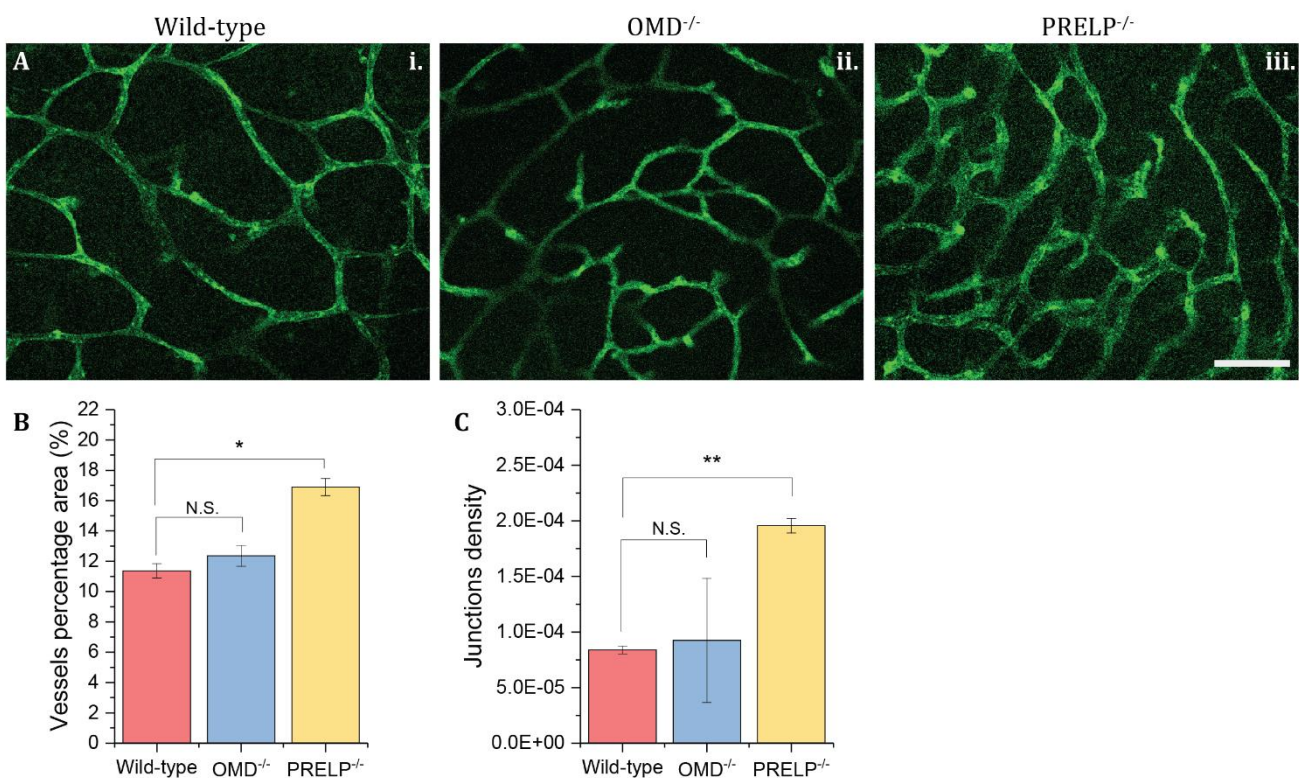 Wild-type OMD-/- PRELP-/-
A i. ii. iii.
B
Vessels percentage area (%)
22
20
18
16
14
12
10
8
6
4
2
0
*
N.S.
Wild-type OMD-/- PRELP-/-
C
Junctions density
3.0E-04
2.5E-04
2.0E-04
1.5E-04
1.0E-04
5.0E-05
0.0E+00
**
N.S.
Wild-type OMD-/- PRELP-/-